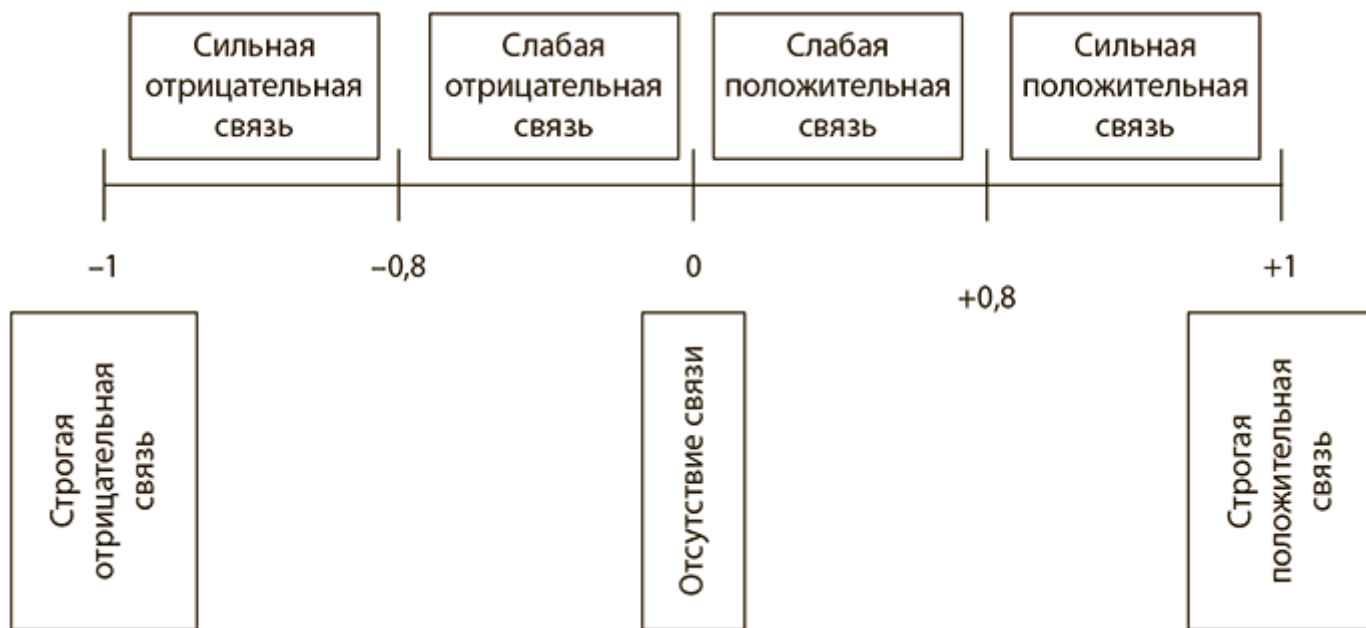 Сильная
отрицательная
связь
Слабая
отрицательная
связь
Слабая
положительная
связь
Сильная
положительная
связь
–1
–0,8
0
+0,8
+1
Строгая
отрицательная
связь
Отсутствие связи
Строгая
положительная
связь